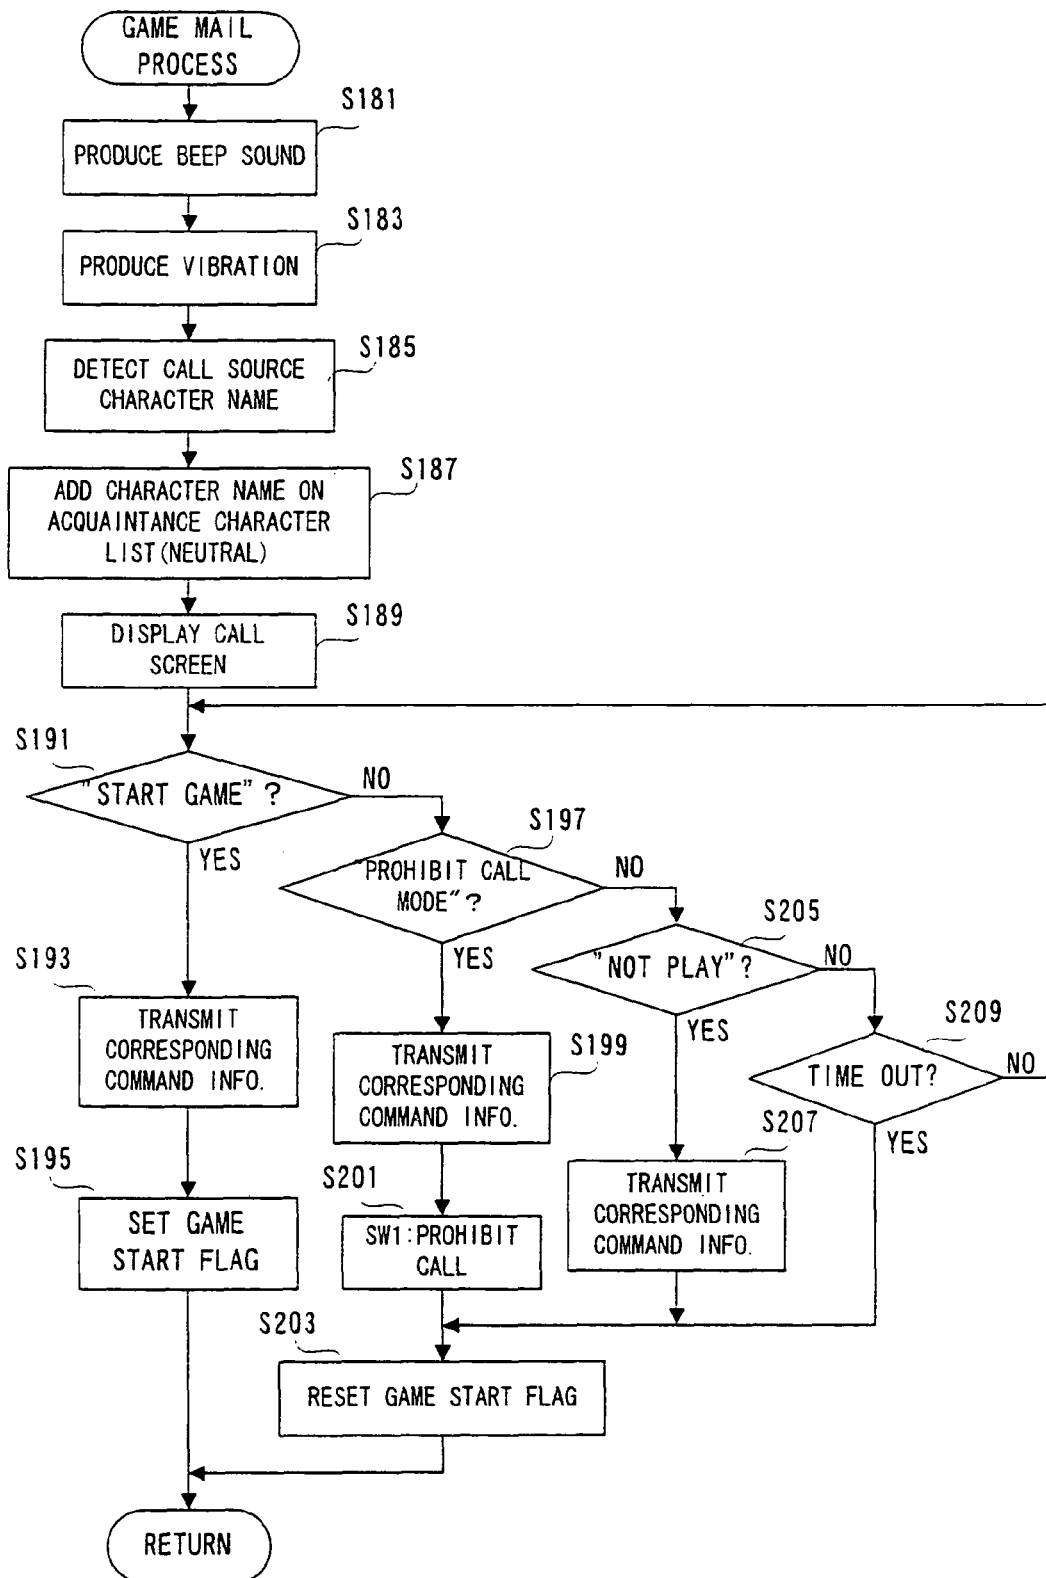 GAME MAIL
PROCESS
S181
PRODUCE BEEP SOUND
S183
PRODUCE VIBRATION
S185
DETECT CALL SOURCE
CHARACTER NAME
S187
ADD CHARACTER NAME ON
ACQUAINTANCE CHARACTER
LIST(NEUTRAL)
S189
DISPLAY CALL
SCREEN
S191
"START GAME"?
NO
YES
S197
"PROHIBIT CALL
MODE"?
NO
YES
S205
"NOT PLAY"?
NO
YES
S209
TIME OUT?
NO
YES
S193
TRANSMIT
CORRESPONDING
COMMAND INFO.
S199
TRANSMIT
CORRESPONDING
COMMAND INFO.
S207
TRANSMIT
CORRESPONDING
COMMAND INFO.
S195
SET GAME
START FLAG
S201
SW1:PROHIBIT
CALL
S203
RESET GAME START FLAG
RETURN